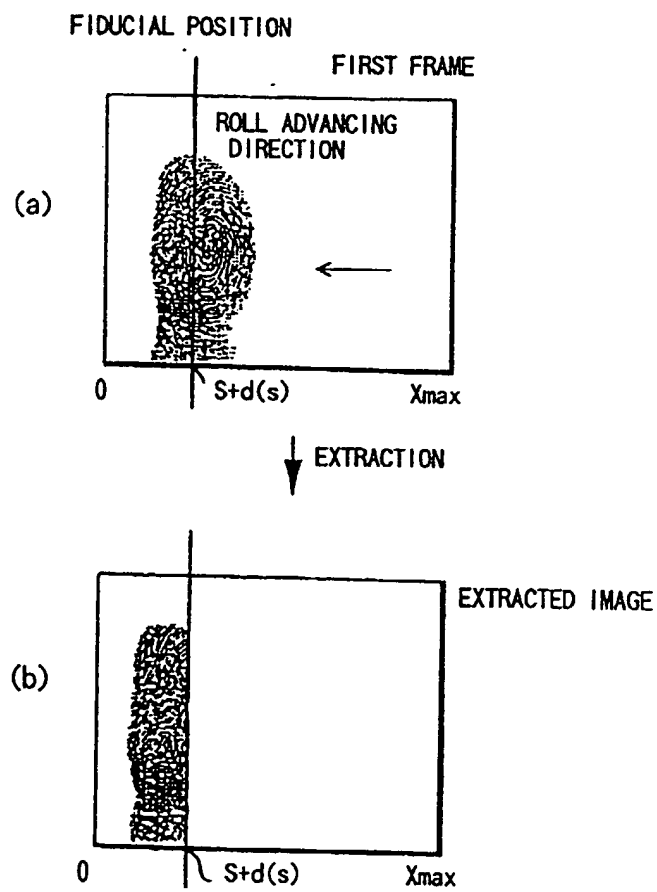 FIDUCIAL POSITION
FIRST FRAME
ROLL ADVANCING
DIRECTION
(a)
0
S+d(s)
Xmax
EXTRACTION
EXTRACTED IMAGE
(b)
0
S+d(s)
Xmax